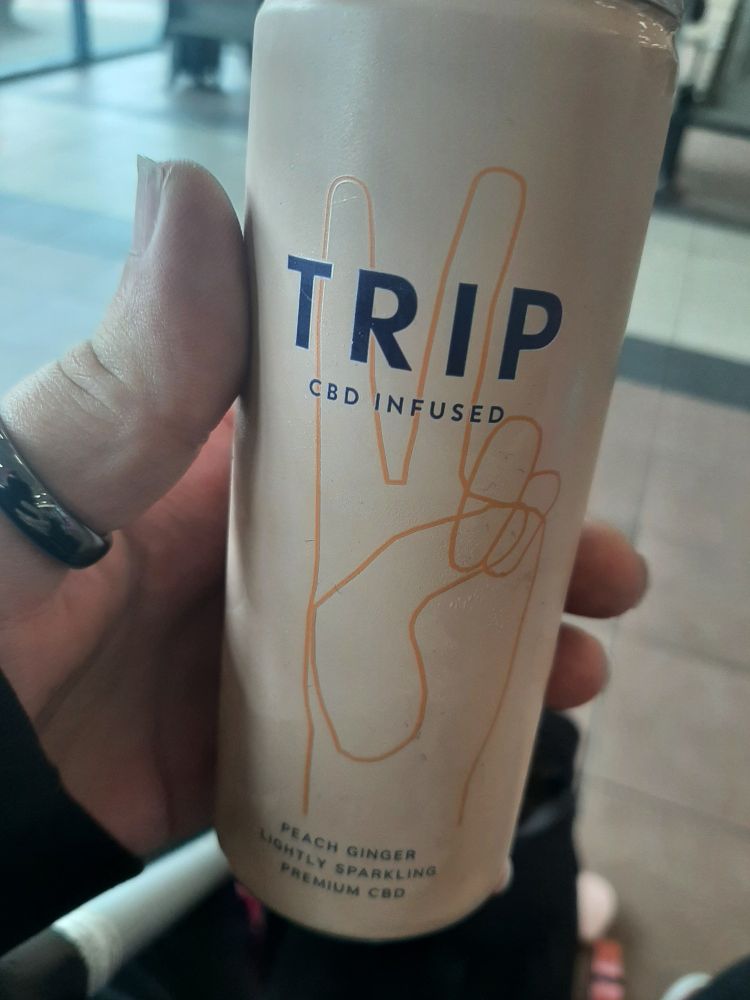 TRIP
CBD INFUSED
PEACH GINGER
LIGHTLY SPARKLING
PREMIUM CBD